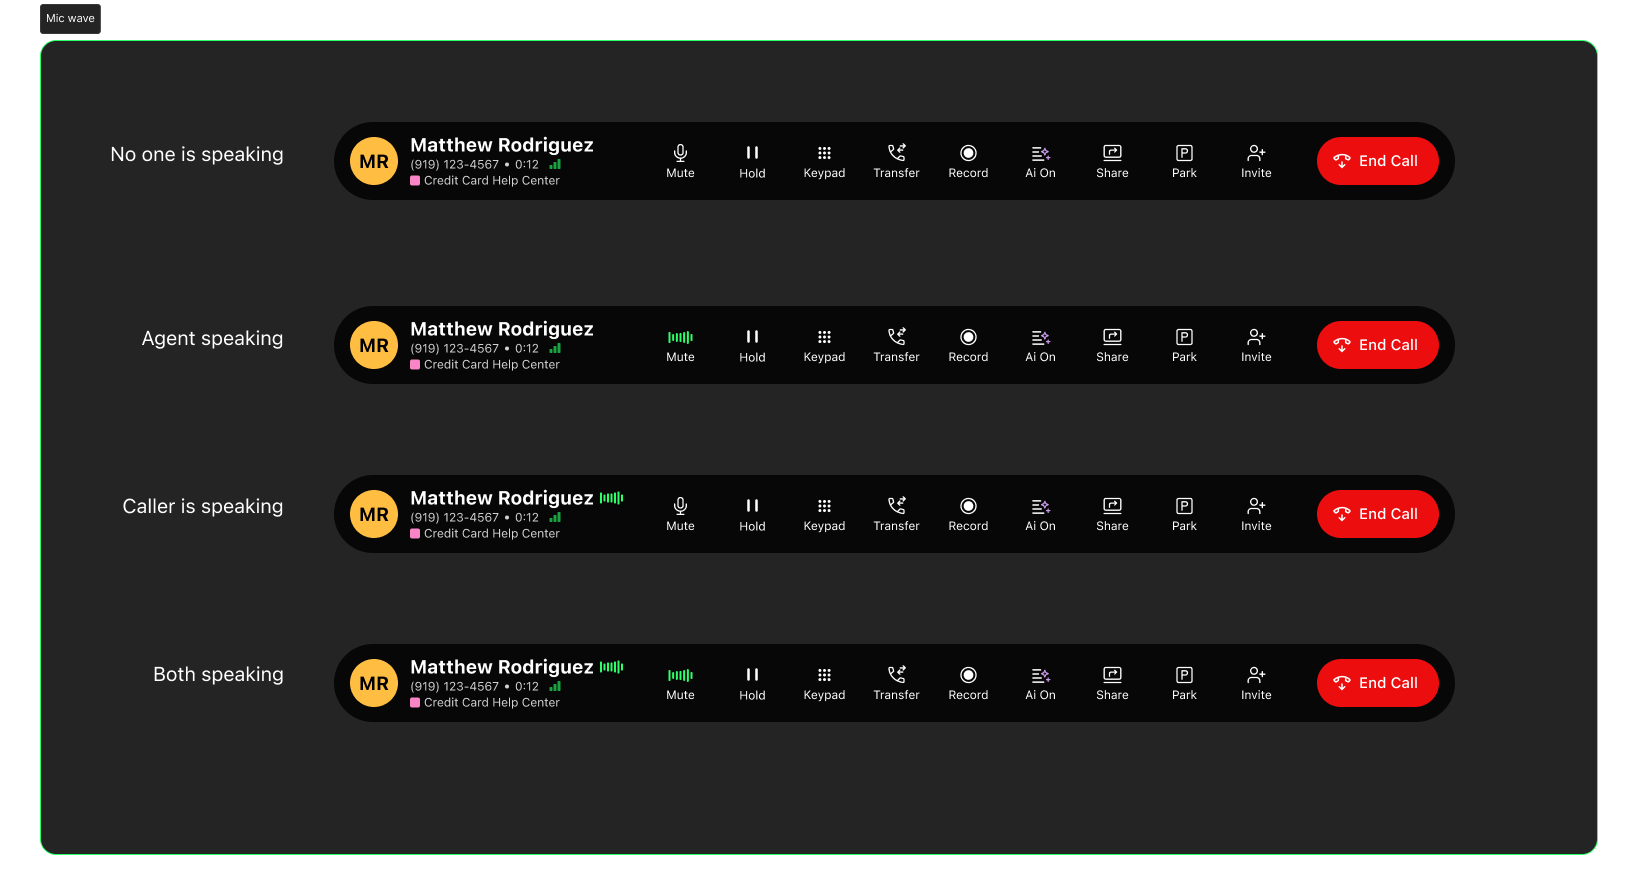 Mic wave
No one is speaking
MR
Matthew Rodriguez
(919) 123-4567 • 0:12
Credit Card Help Center
Mute
Hold
Keypad
Transfer
Record
Ai On
Share
P
Park
Invite
End Call
Agent speaking
MR
Matthew Rodriguez
(919) 123-4567 • 0:12
Credit Card Help Center
Mute
Hold
Keypad
Transfer
Record
Ai On
Share
P
Park
Invite
End Call
Caller is speaking
MR
Matthew Rodriguez
(919) 123-4567 • 0:12
Credit Card Help Center
Mute
Hold
Keypad
Transfer
Record
Ai On
Share
P
Park
Invite
End Call
Both speaking
MR
Matthew Rodriguez
(919) 123-4567 • 0:12
Credit Card Help Center
Mute
Hold
Keypad
Transfer
Record
Ai On
Share
P
Park
Invite
End Call